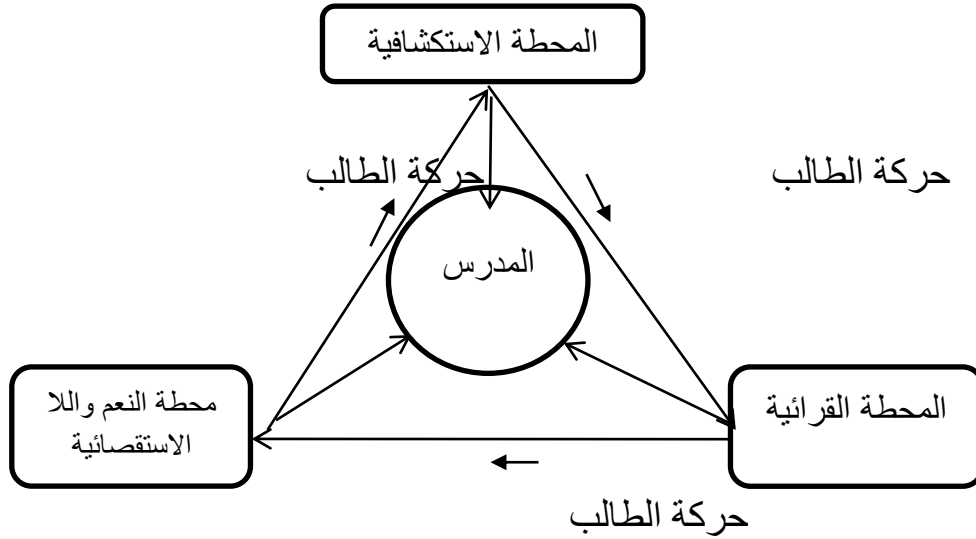 المحطة الاستكشافية
حركة الطالب
حركة الطالب
المدرس
المحطة القرائية
محطة النعم واللا
الاستقصائية
حركة الطالب